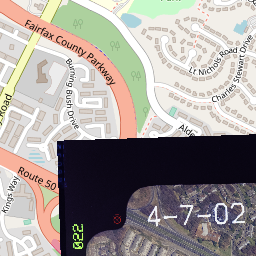 Fairfax County Parkway
Lt Nichols Road
Charles Stewart Drive
Burning Bush Drive
Road
Alde
Route 50
Kings Way
022
4-7-02